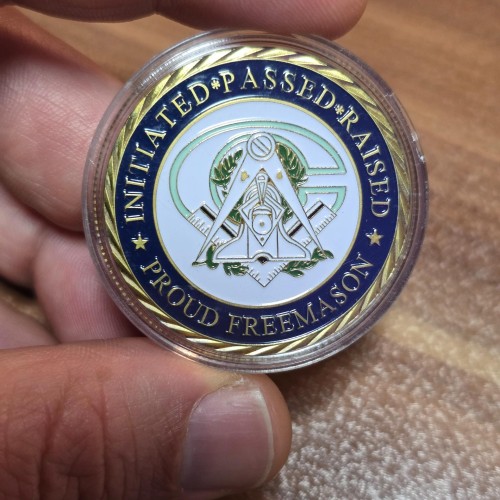 INITIATED*PASSED*RAISED
PROUD FREEMASON
G